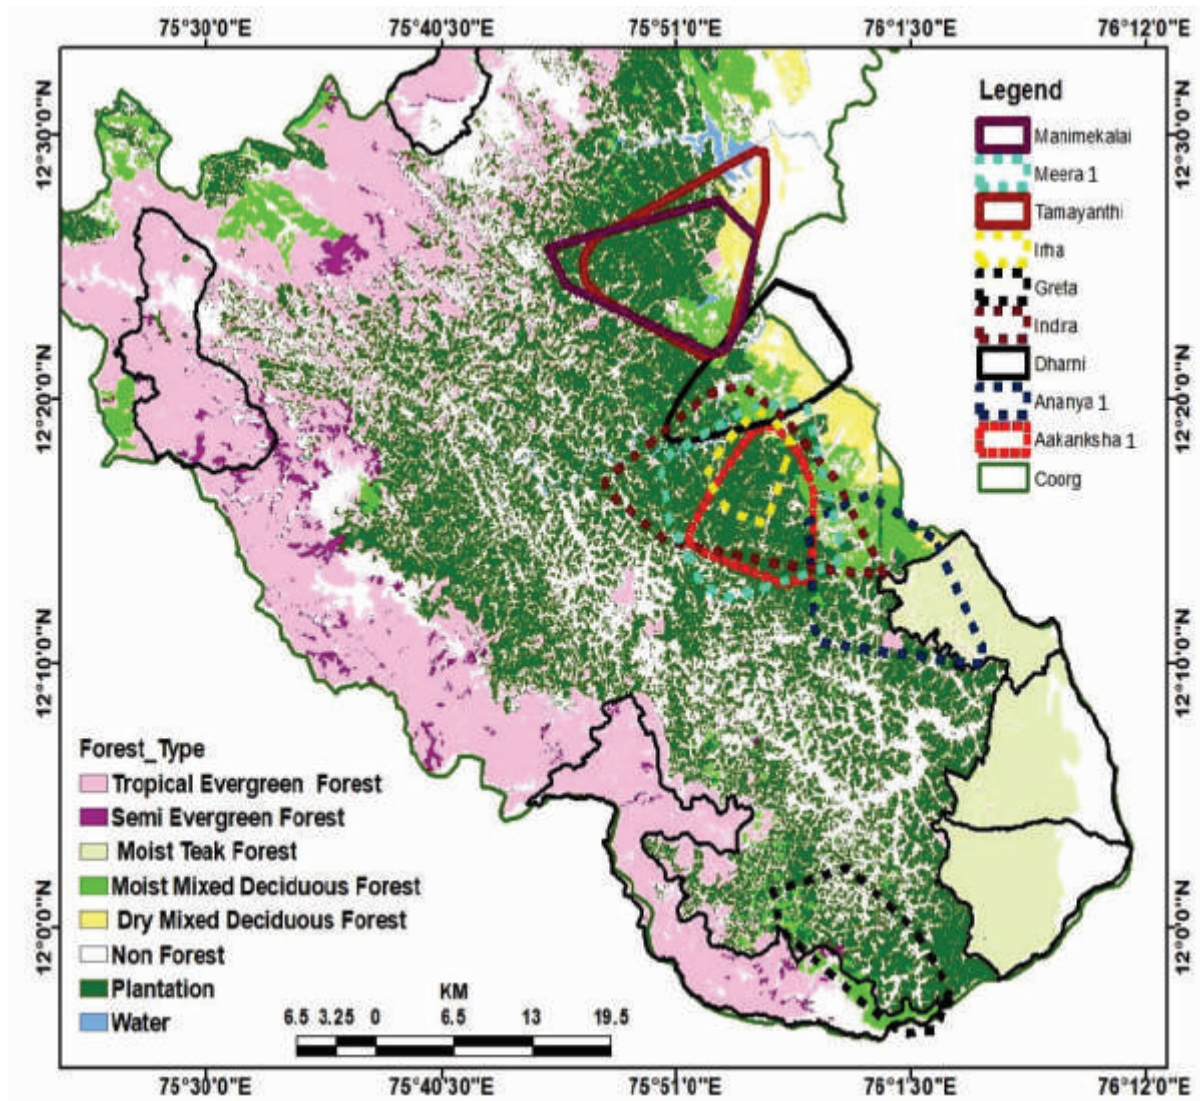 75°30'0"E 75°40'30"E 75°51'0"E 76°1'30"E 76°12'0"E
12°30'0"N
12°20'0"N
12°10'0"N
12°0'0"N
Legend
Manimekalai
Meera 1
Tamayanthi
Irha
Greta
Indra
Dharni
Ananya 1
Aakanksha 1
Coorg
12°30'0"N
12°20'0"N
12°10'0"N
12°0'0"N
Forest_Type
Tropical Evergreen Forest
Semi Evergreen Forest
Moist Teak Forest
Moist Mixed Deciduous Forest
Dry Mixed Deciduous Forest
Non Forest
Plantation
Water
KM
6.5 3.25 0 6.5 13 19.5
75°30'0"E 75°40'30"E 75°51'0"E 76°1'30"E 76°12'0"E